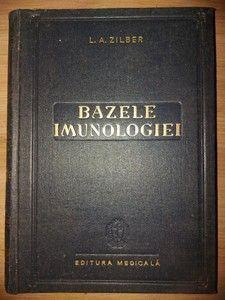 L. A. ZILBER
BAZELE
IMUNOLOGIEI
EDITURA MEDICALĂ